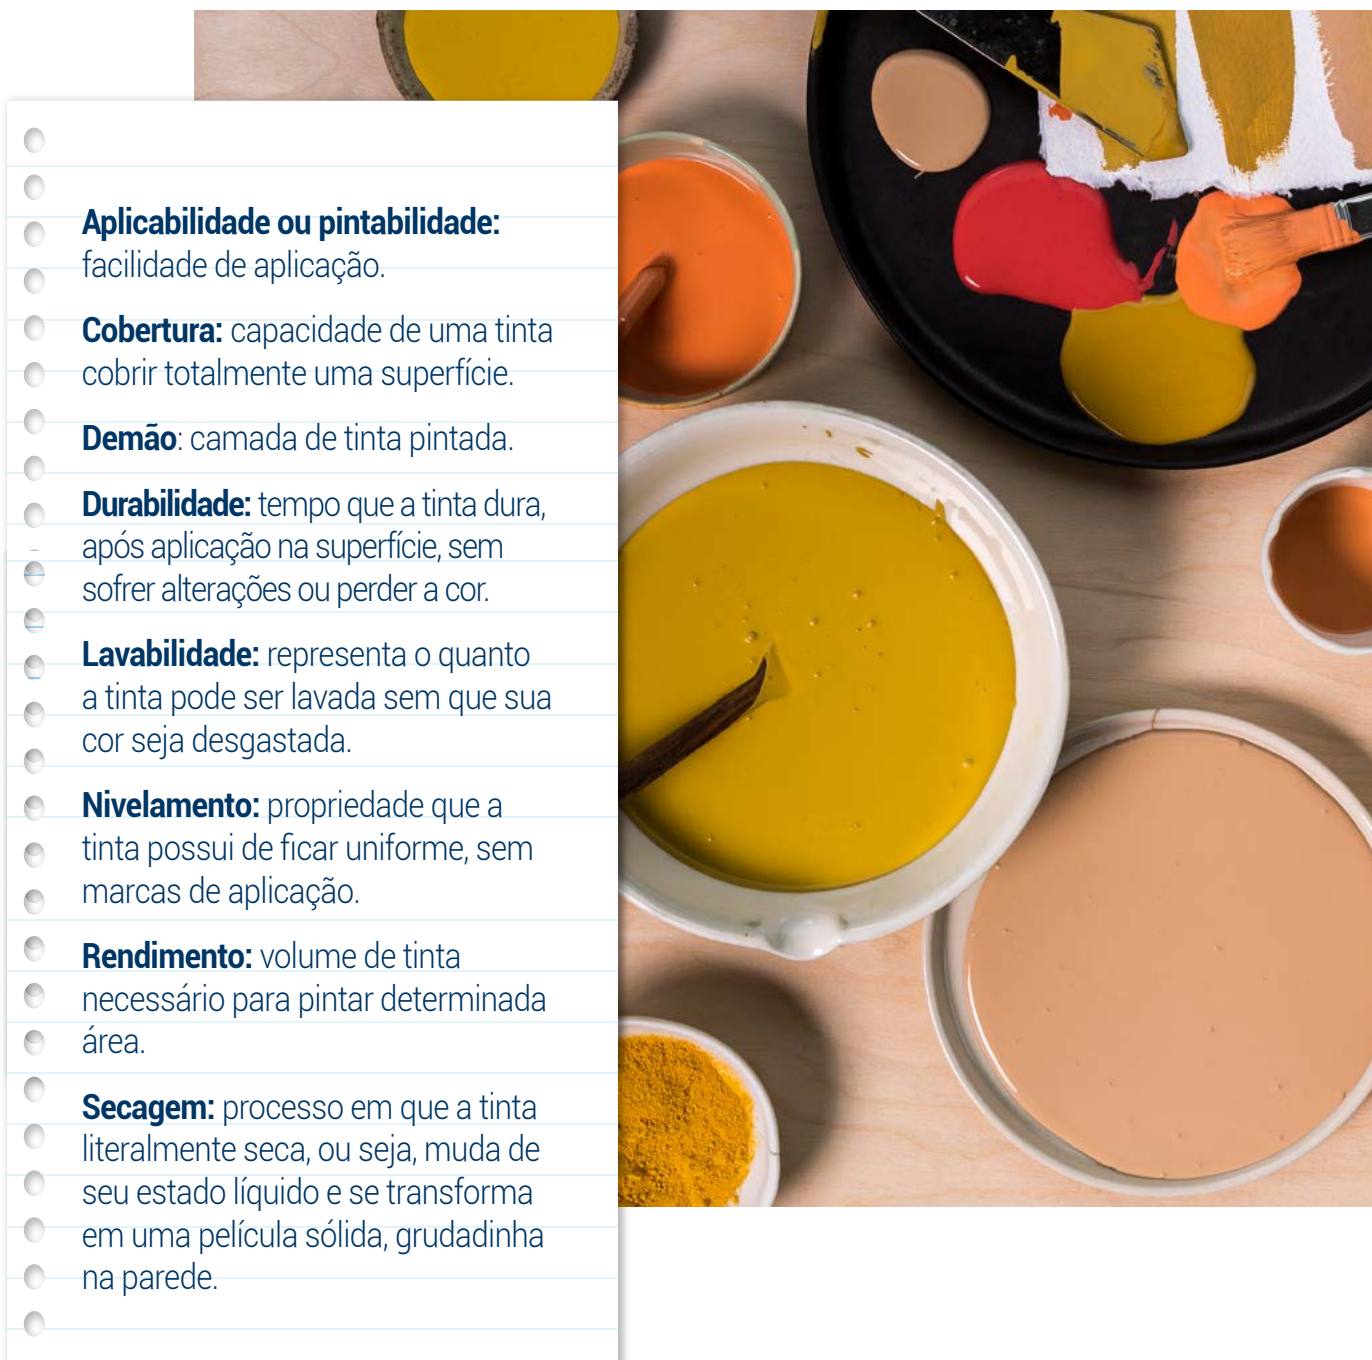 Aplicabilidade ou pintabilidade:
facilidade de aplicação.
Cobertura: capacidade de uma tinta
cobrir totalmente uma superfície.
Demão: camada de tinta pintada.
Durabilidade: tempo que a tinta dura,
após aplicação na superfície, sem
sofrer alterações ou perder a cor.
Lavabilidade: representa o quanto
a tinta pode ser lavada sem que sua
cor seja desgastada.
Nivelamento: propriedade que a
tinta possui de ficar uniforme, sem
marcas de aplicação.
Rendimento: volume de tinta
necessário para pintar determinada
área.
Secagem: processo em que a tinta
literalmente seca, ou seja, muda de
seu estado líquido e se transforma
em uma película sólida, grudadinha
na parede.